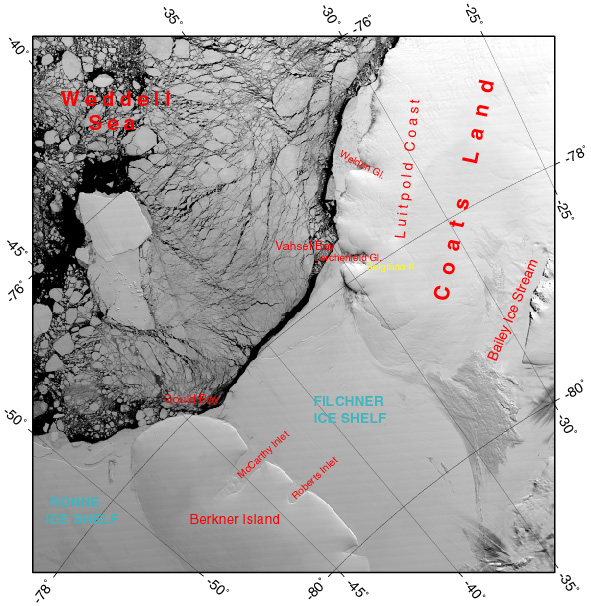 -35°
-30°
-76°
-25°
-40°
Weddell
Sea
Luitpold Coast
Coats Land
Weldon Gl.
-78°
-25°
Vahsel Bay
Lerchenfeld Gl.
-45°
-76°
Bailey Ice Stream
-80°
-30°
Gould Bay
FILCHNER
ICE SHELF
-50°
McCarthy Inlet
Roberts Inlet
RONNE
ICE SHELF
Berkner Island
-78°
-50°
-80°
-45°
-40°
-35°